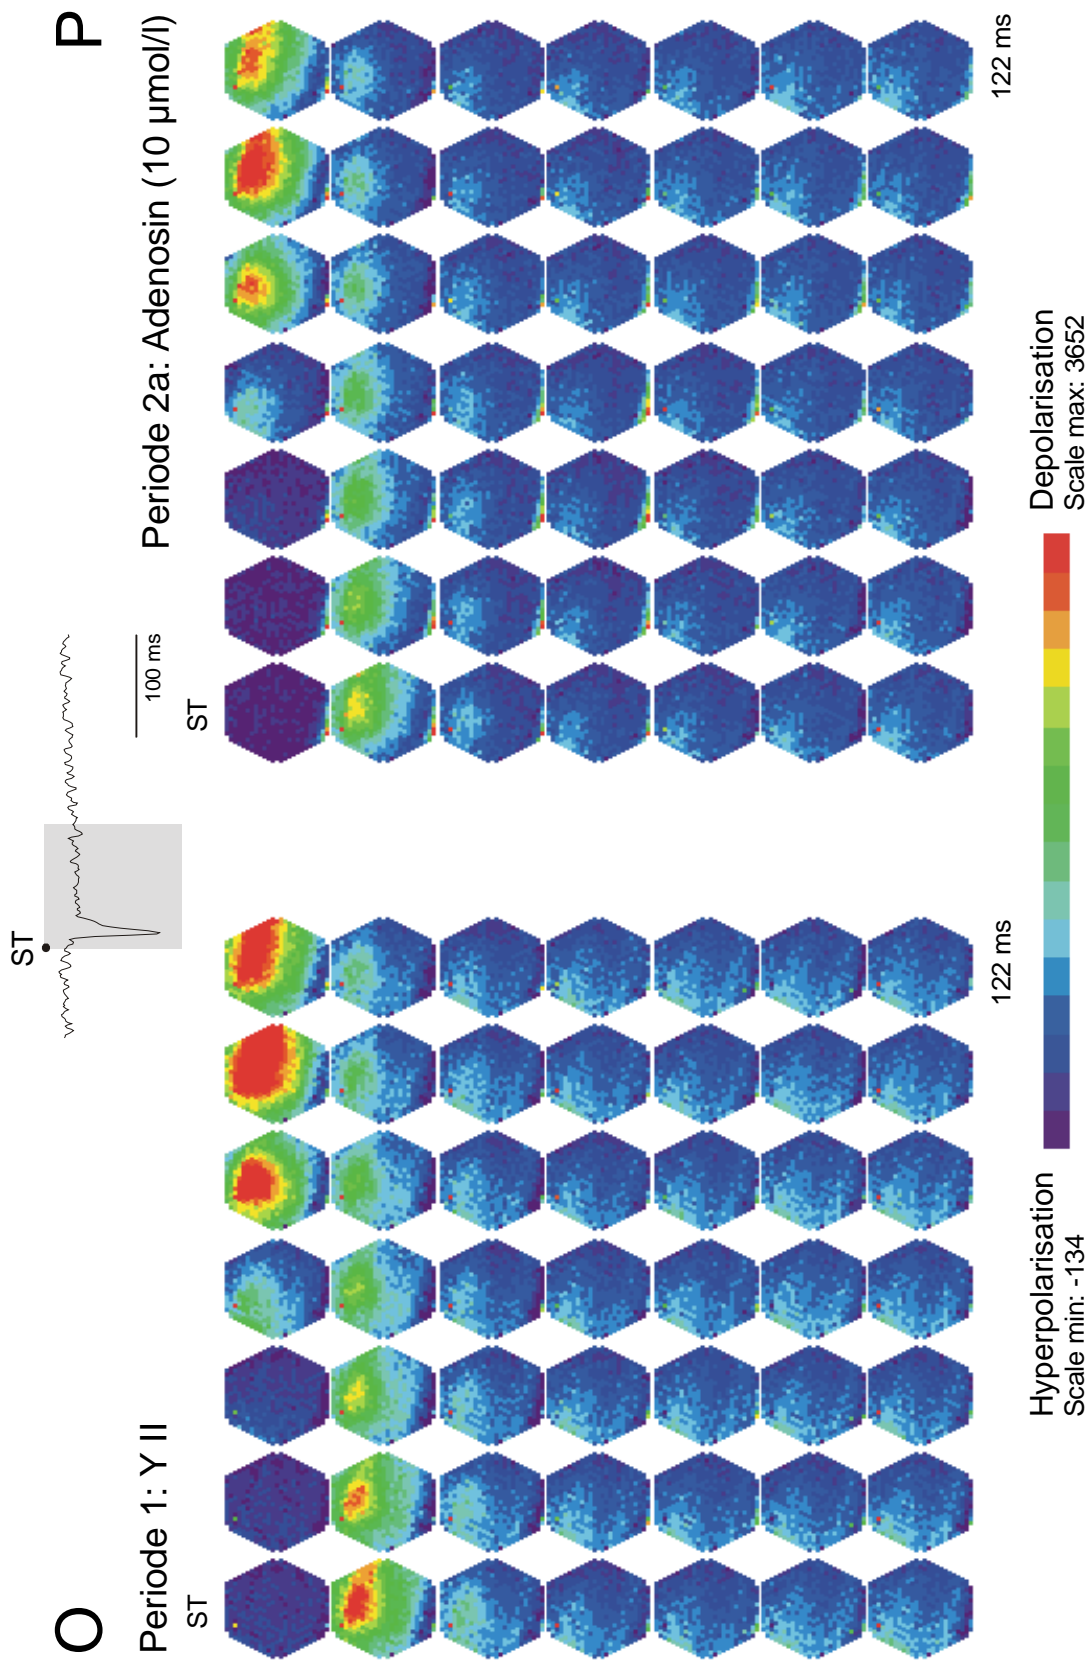 O
Periode 1: Y II
ST
122 ms
ST
100 ms
P
Periode 2a: Adenosin (10 µmol/l)
ST
122 ms
Hyperpolarisation
Scale min: -134
Depolarisation
Scale max: 3652